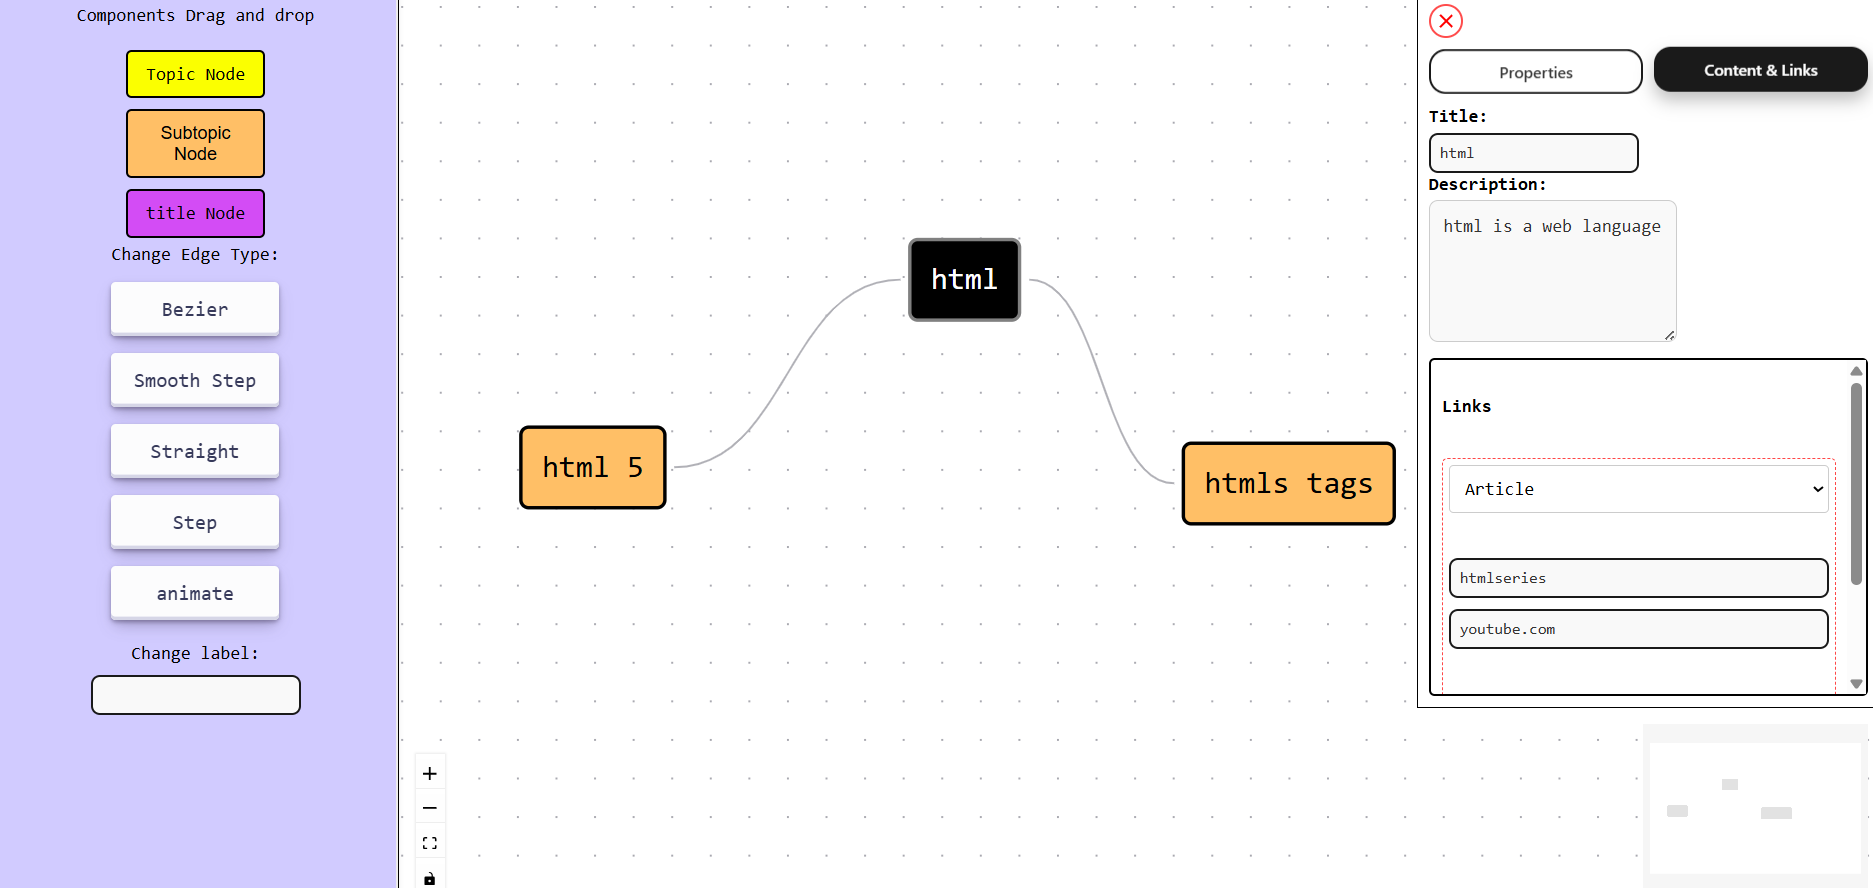 Components Drag and drop
Topic Node
Subtopic
Node
title Node
Change Edge Type:
Bezier
Smooth Step
Straight
Step
animate
Change label:
html
html 5
htmls tags
Properties
Content & Links
Title:
html
Description:
html is a web language
Links
Article
htmlseries
youtube.com